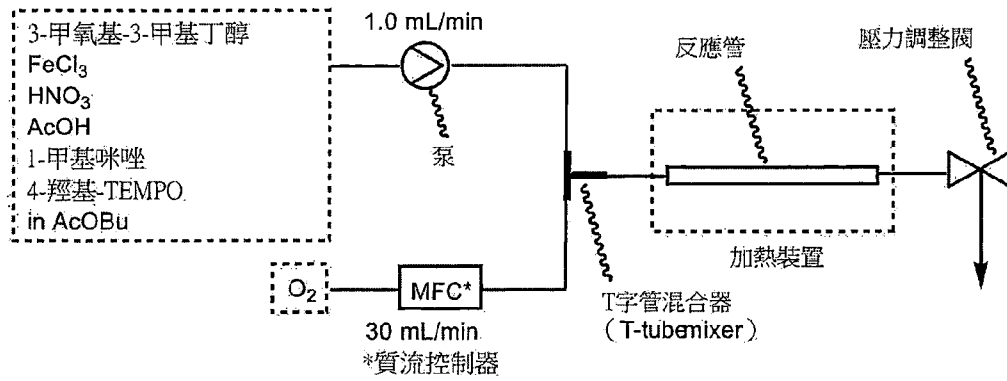 3-甲氧基-3-甲基丁醇
FeCl3
HNO3
AcOH
1-甲基咪唑
4-羥基-TEMPO
in AcOBu
1.0 mL/min
泵
反應管
壓力調整閥
加熱裝置
O2
MFC*
30 mL/min
*質流控制器
T字管混合器
(T-tubemixer)